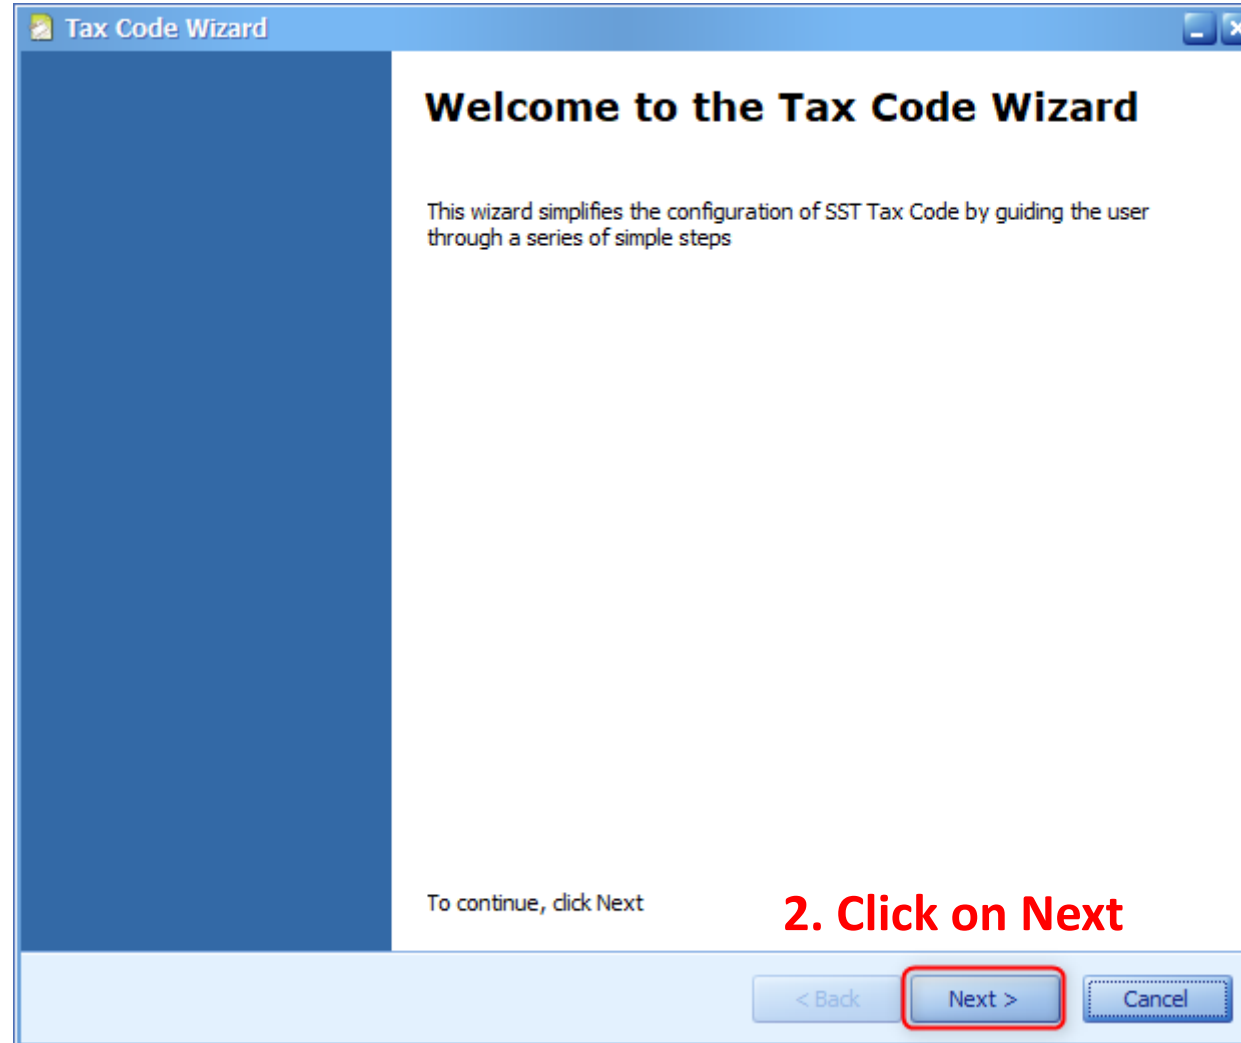 Tax Code Wizard
Welcome to the Tax Code Wizard
This wizard simplifies the configuration of SST Tax Code by guiding the user
through a series of simple steps
To continue, click Next
2. Click on Next
< Back Next > Cancel